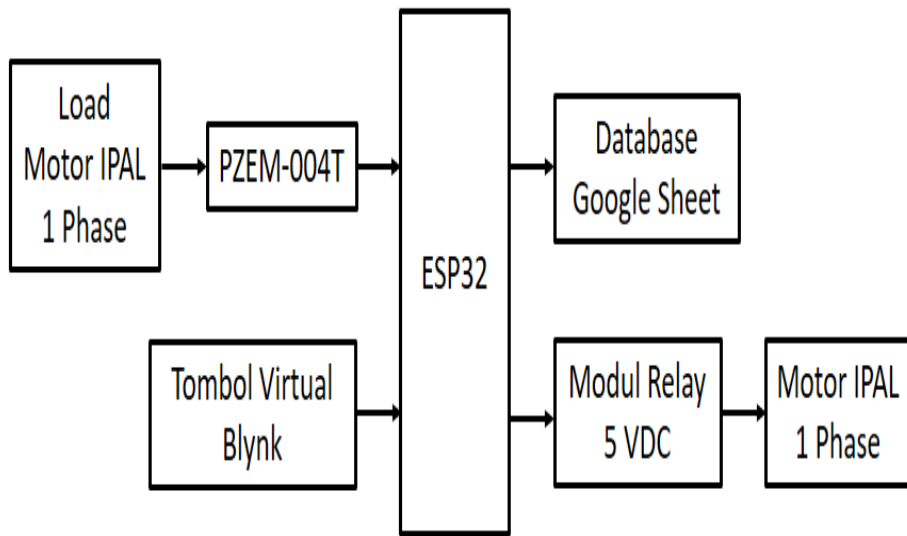 Load
Motor IPAL
1 Phase
PZEM-004T
Tombol Virtual
Blynk
ESP32
Database
Google Sheet
Modul Relay
5 VDC
Motor IPAL
1 Phase